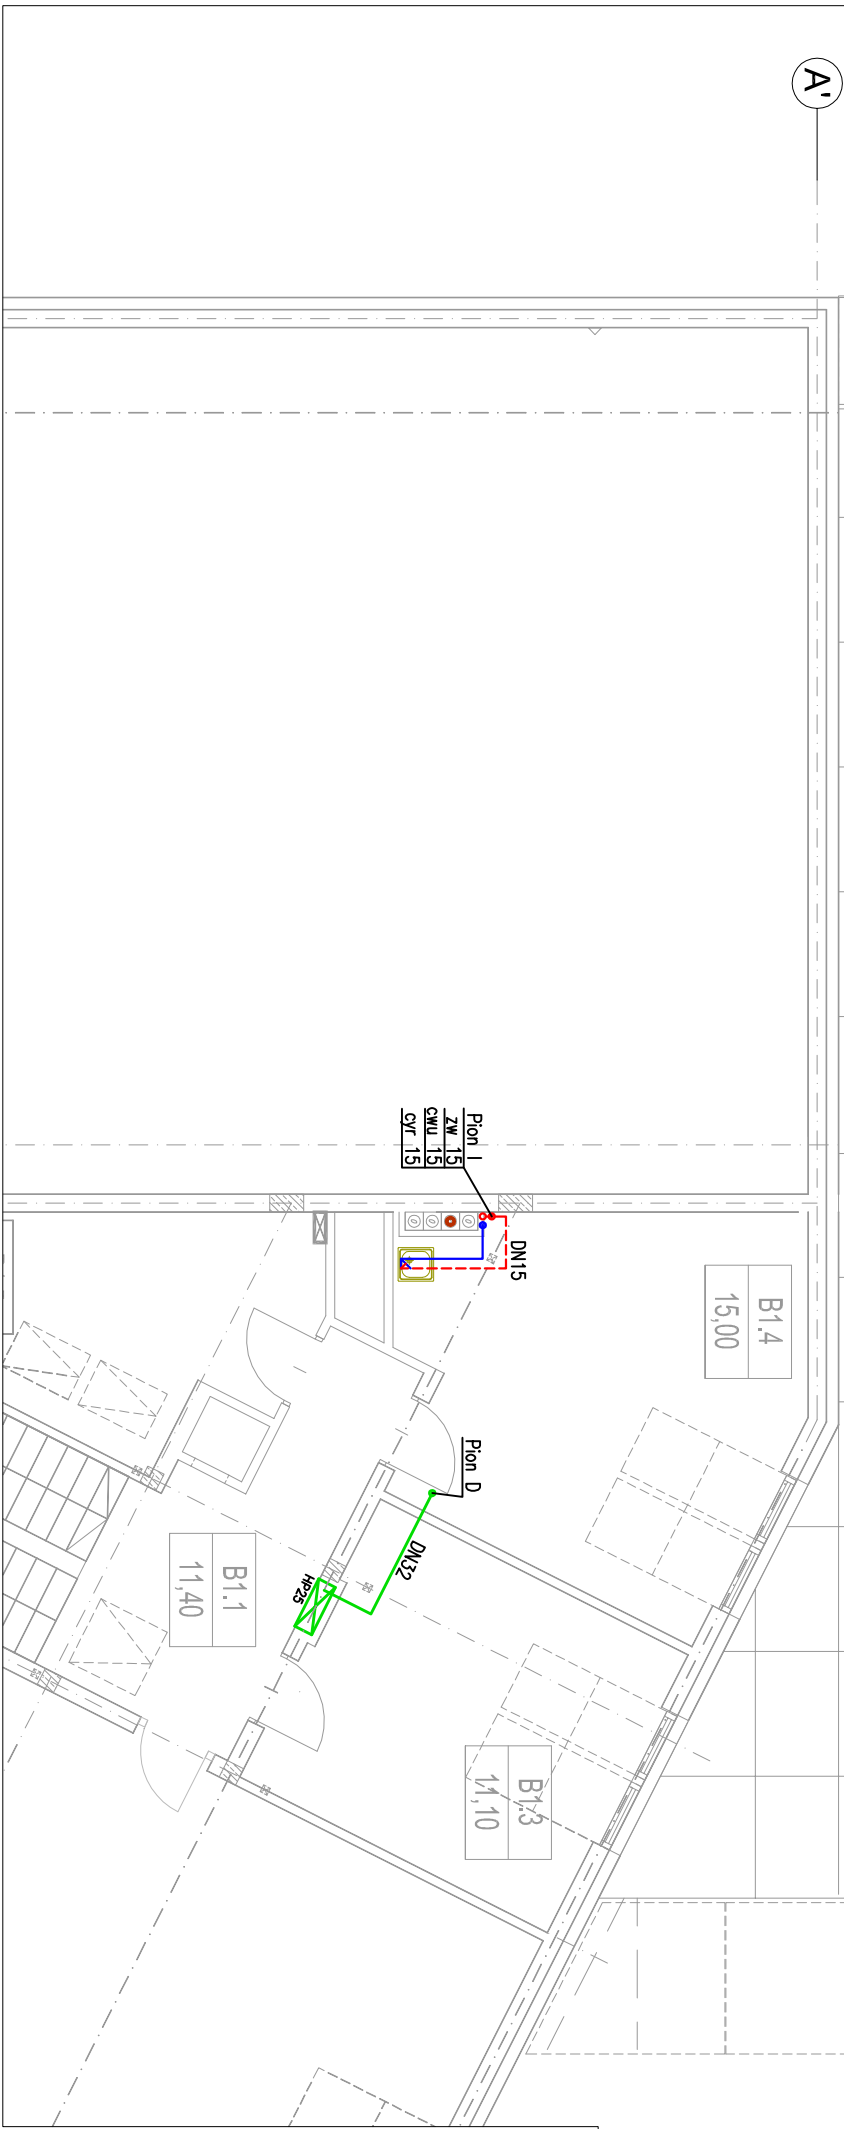 A'
Pion I
zw 15
cwu 15
cyr 15
DN15
B1.4
15,00
Pion D
DN32
HP25
B1.1
11,40
B1.3
11,10